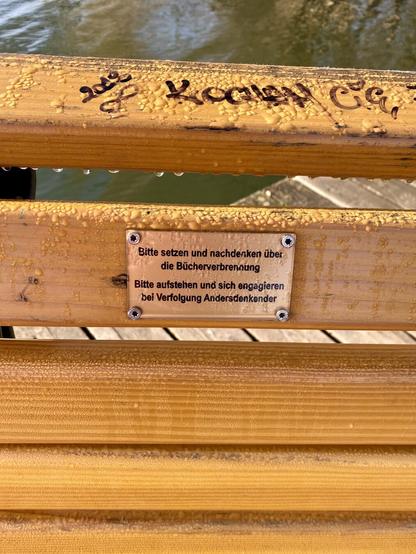 Bitte setzen und nachdenken über
die Bücherverbrennung
Bitte aufstehen und sich engagieren
bei Verfolgung Andersdenkender